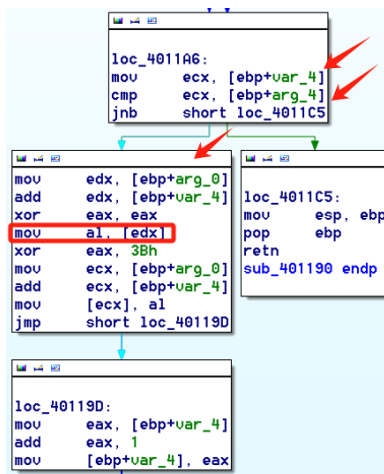 loc_4011A6:
mov ecx, [ebp+var_4]
cmp ecx, [ebp+arg_4]
jnb short loc_4011C5
mov edx, [ebp+arg_0]
add edx, [ebp+var_4]
xor eax, eax
mov al, [edx]
xor eax, 3Bh
mov ecx, [ebp+arg_0]
add ecx, [ebp+var_4]
mov [ecx], al
jmp short loc_40119D
loc_4011C5:
mov esp, ebp
pop ebp
retn
sub_401190 endp
loc_40119D:
mov eax, [ebp+var_4]
add eax, 1
mov [ebp+var_4], eax